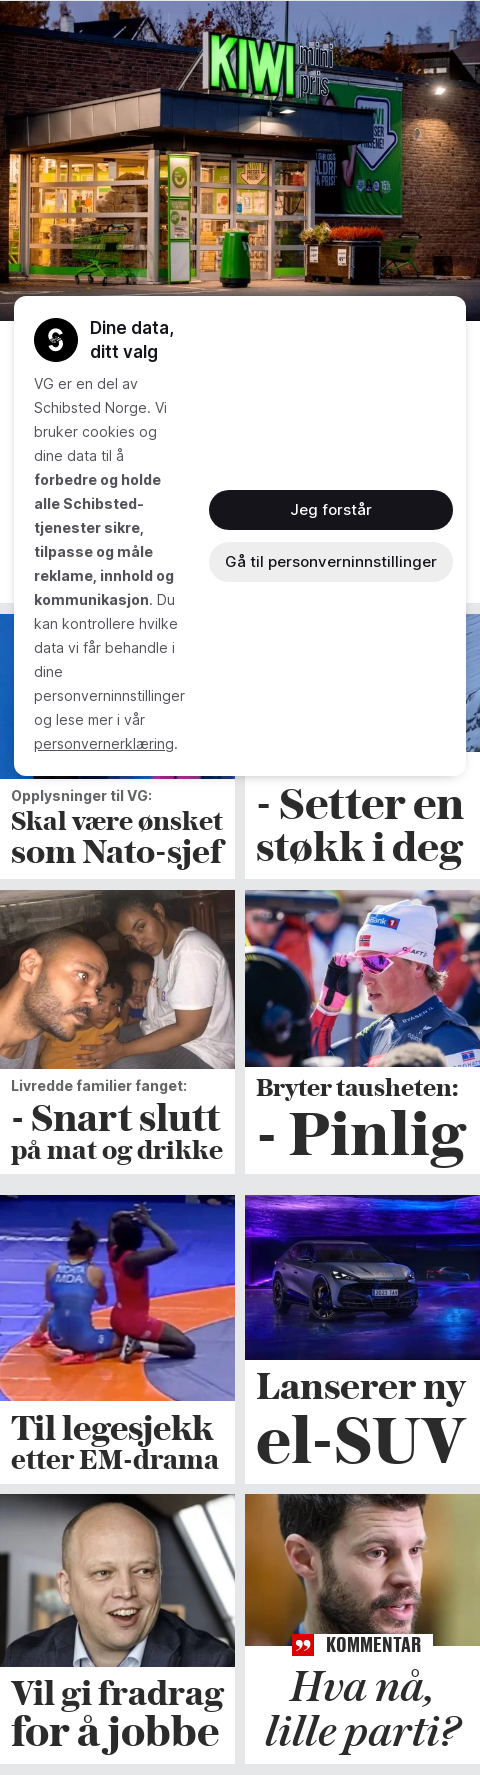 KIWI mini
pris
Dine data,
ditt valg
VG er en del av
Schibsted Norge. Vi
bruker cookies og
dine data til å
forbedre og holde
alle Schibsted-
tjenester sikre,
tilpasse og måle
reklame, innhold og
kommunikasjon. Du
kan kontrollere hvilke
data vi får behandle i
dine
personverninnstillinger
og lese mer i vår
personvernerklæring.
Jeg forstår
Gå til personverninnstillinger
Opplysninger til VG:
Skal være ønsket
som Nato-sjef
- Setter en
støkk i deg
Livredde familier fanget:
- Snart slutt
på mat og drikke
Bryter tausheten:
- Pinlig
MDA
Til legesjekk
etter EM-drama
Lanserer ny
el-SUV
Vil gi fradrag
for å jobbe
KOMMENTAR
Hva nå,
lille parti?